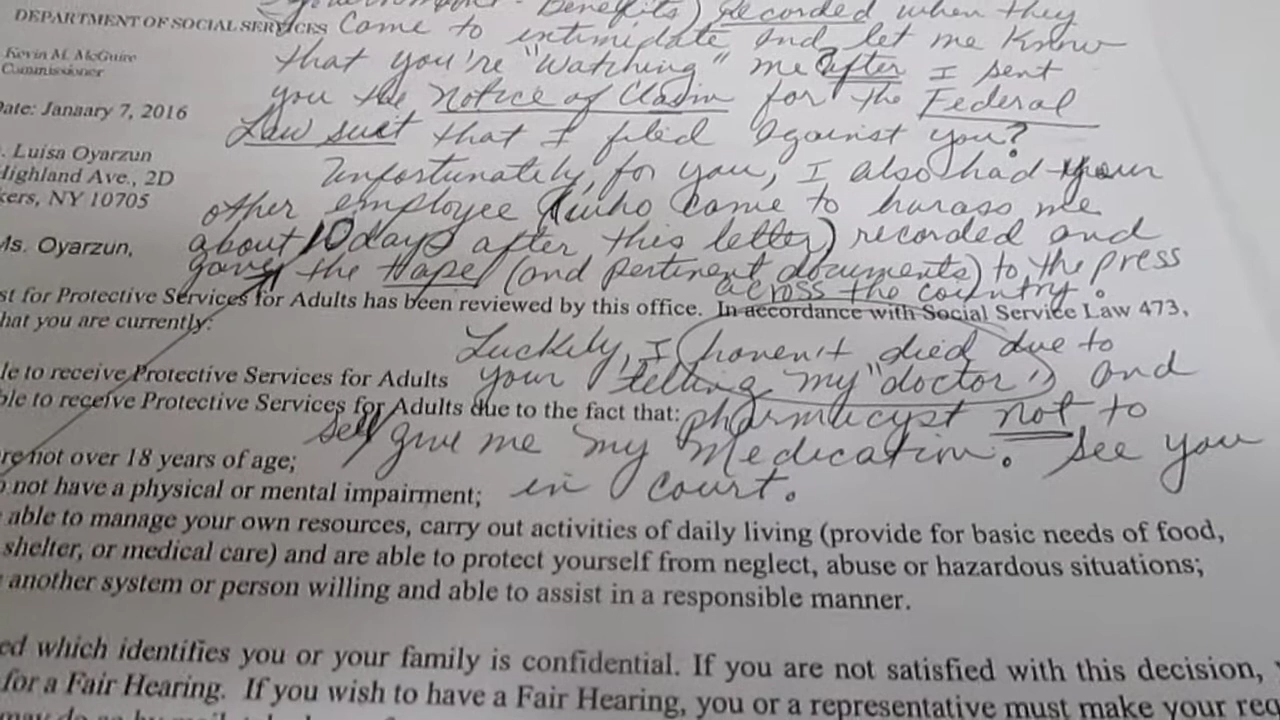 Benefits) recorded when they
DEPARTMENT OF SOCIAL SERVICES come to intimidate and let me know
Kevin M. McGuire
Commissioner
that you're "watching" me after I sent
you the Notice of Claim for the Federal
Date: Janaary 7, 2016
Law suit that I filed against you?
. Luisa Oyarzun
Highland Ave., 2D
kers, NY 10705
Unfortunately, for you, I also had your
other employee (who came to harass me
Ms. Oyarzun,
about 10 days after this letter) recorded and
gave the tape (and pertinent documents) to the press
across the country.
st for Protective Services for Adults has been reviewed by this office. In accordance with Social Service Law 473,
hat you are currently:
Luckily, I haven't died due to
le to receive Protective Services for Adults
your telling my "doctor" and
ble to receive Protective Services for Adults due to the fact that:
pharmacyst not to
sell/give me my Medication. See you
in court.
re not over 18 years of age;
o not have a physical or mental impairment;
able to manage your own resources, carry out activities of daily living (provide for basic needs of food,
shelter, or medical care) and are able to protect yourself from neglect, abuse or hazardous situations;
another system or person willing and able to assist in a responsible manner.
ed which identifies you or your family is confidential. If you are not satisfied with this decision,
for a Fair Hearing. If you wish to have a Fair Hearing, you or a representative must make your req